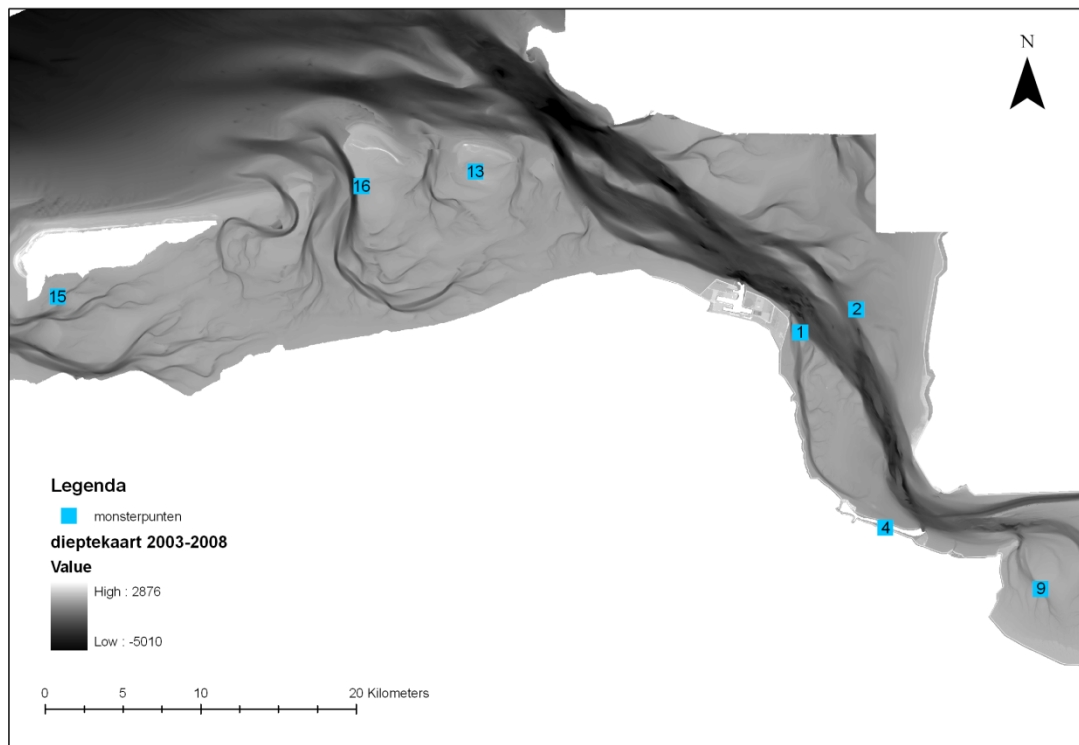 N
13
16
15
2
1
4
9
Legenda
monsterpunten
dieptekaart 2003-2008
Value
High : 2876
Low : -5010
0 5 10 20 Kilometers